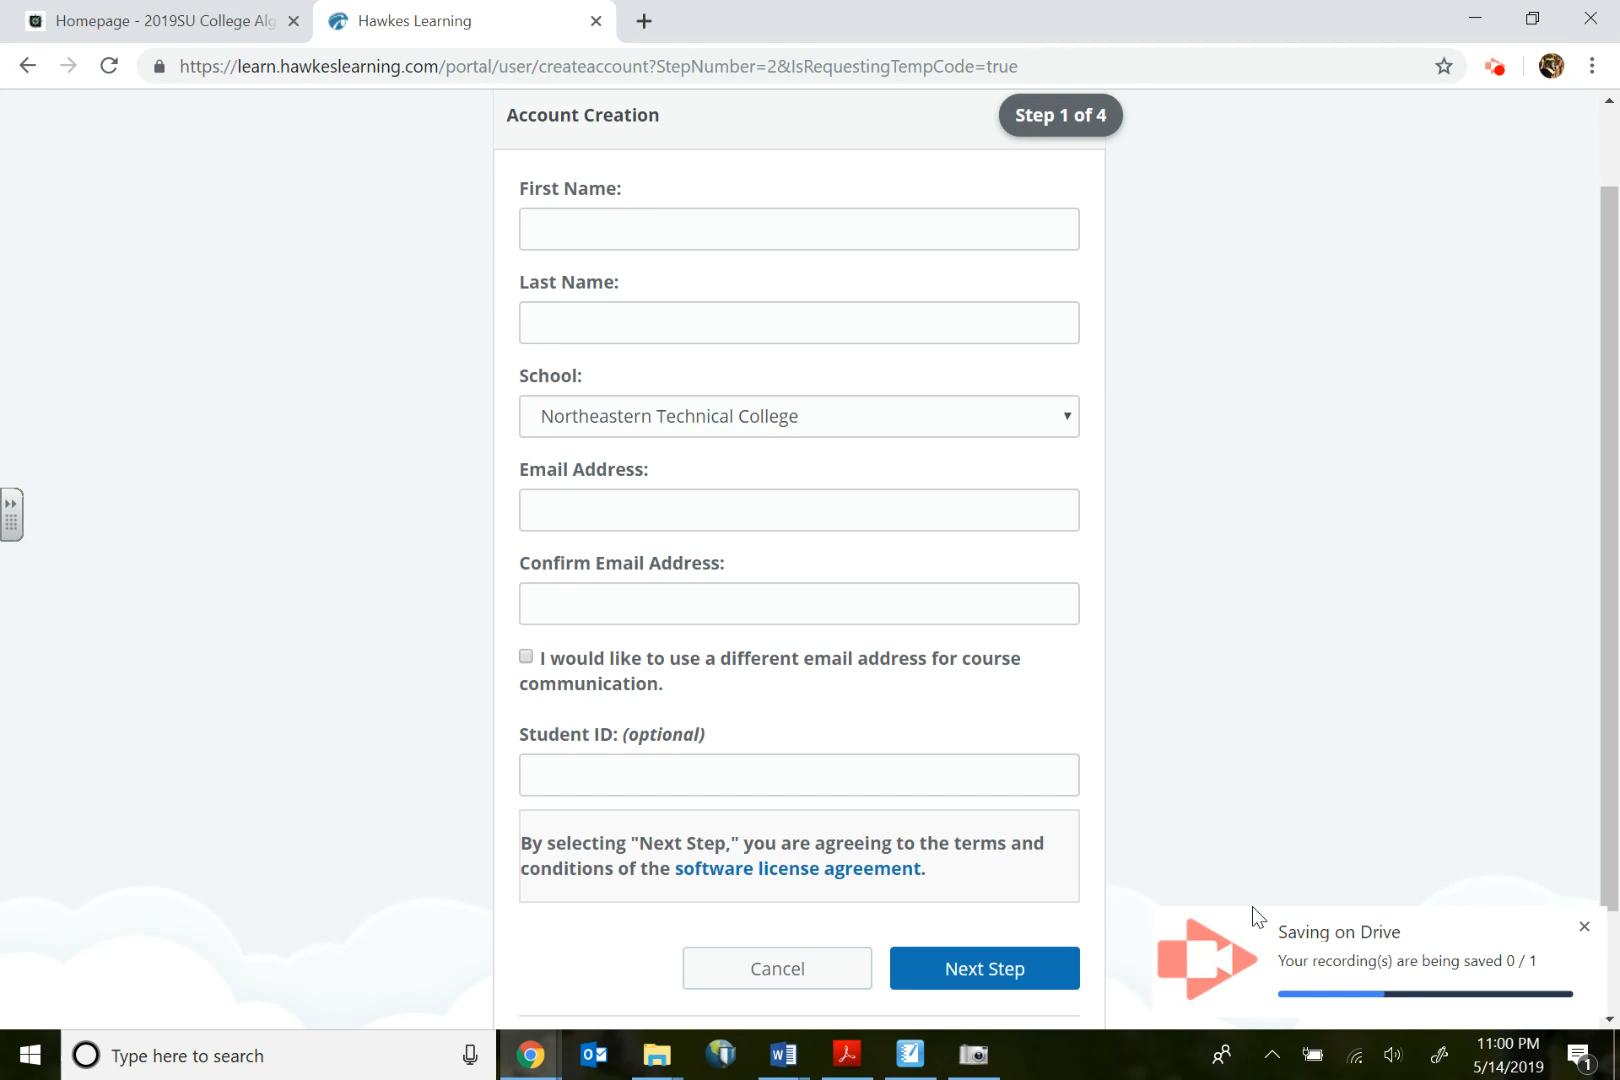 Homepage - 2019SU College Alg
Hawkes Learning
https://learn.hawkeslearning.com/portal/user/createaccount?StepNumber=2&IsRequestingTempCode=true
Account Creation
Step 1 of 4
First Name:
Last Name:
School:
Northeastern Technical College
Email Address:
Confirm Email Address:
I would like to use a different email address for course
communication.
Student ID: (optional)
By selecting "Next Step," you are agreeing to the terms and
conditions of the software license agreement.
Cancel
Next Step
Saving on Drive
Your recording(s) are being saved 0 / 1
Type here to search
11:00 PM
5/14/2019
1